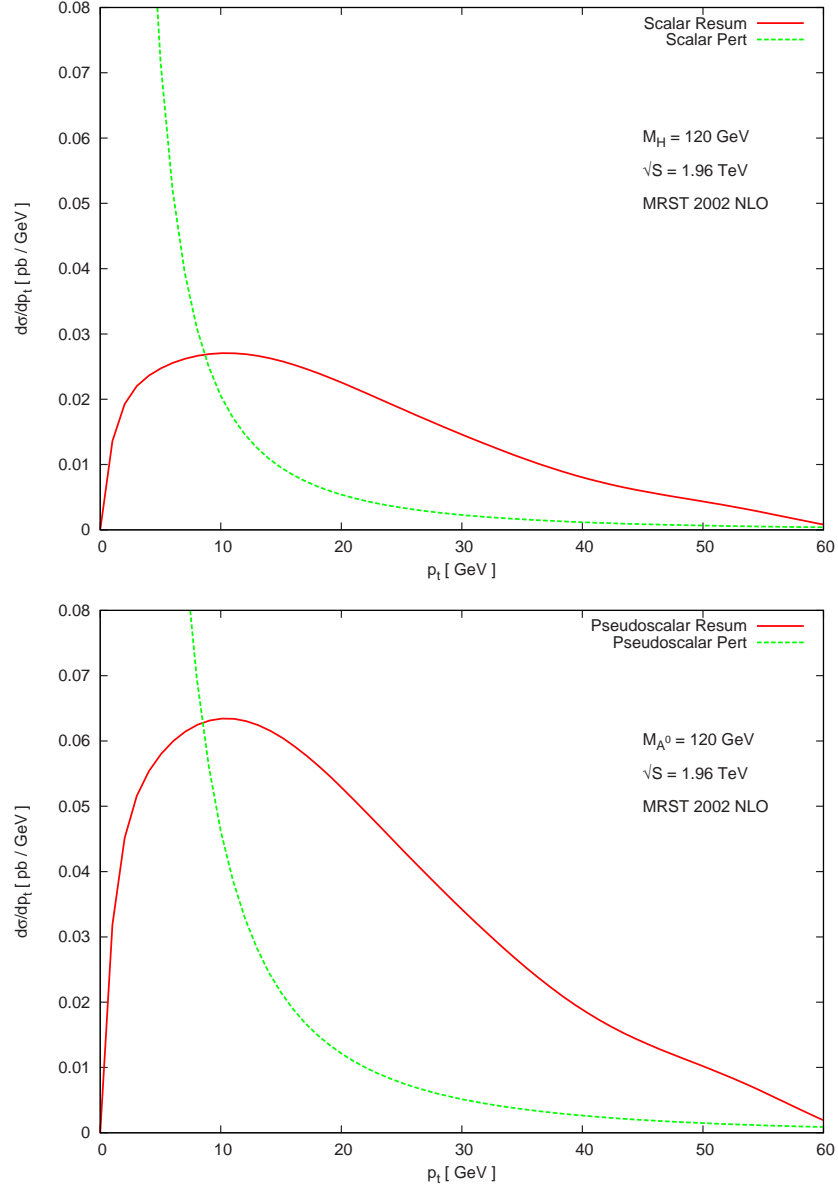 0.08
0.07
0.06
0.05
0.04
0.03
0.02
0.01
0
dσ/dp_t [ pb / GeV ]
Scalar Resum
Scalar Pert
M_H = 120 GeV
√S = 1.96 TeV
MRST 2002 NLO
0 10 20 30 40 50 60
p_t [ GeV ]
0.08
0.07
0.06
0.05
0.04
0.03
0.02
0.01
0
dσ/dp_t [ pb / GeV ]
Pseudoscalar Resum
Pseudoscalar Pert
M_A⁰ = 120 GeV
√S = 1.96 TeV
MRST 2002 NLO
0 10 20 30 40 50 60
p_t [ GeV ]